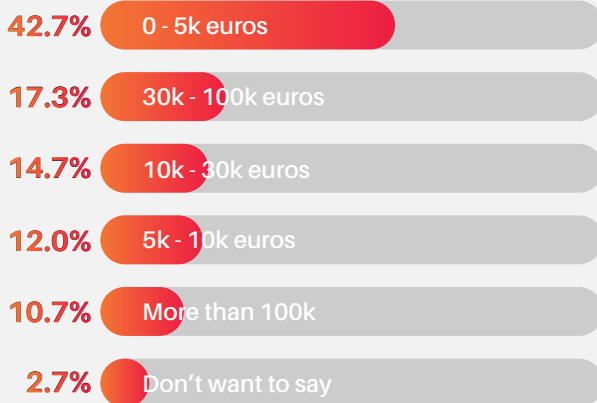 42.7% 0 - 5k euros
17.3% 30k - 100k euros
14.7% 10k - 30k euros
12.0% 5k - 10k euros
10.7% More than 100k
2.7% Don’t want to say